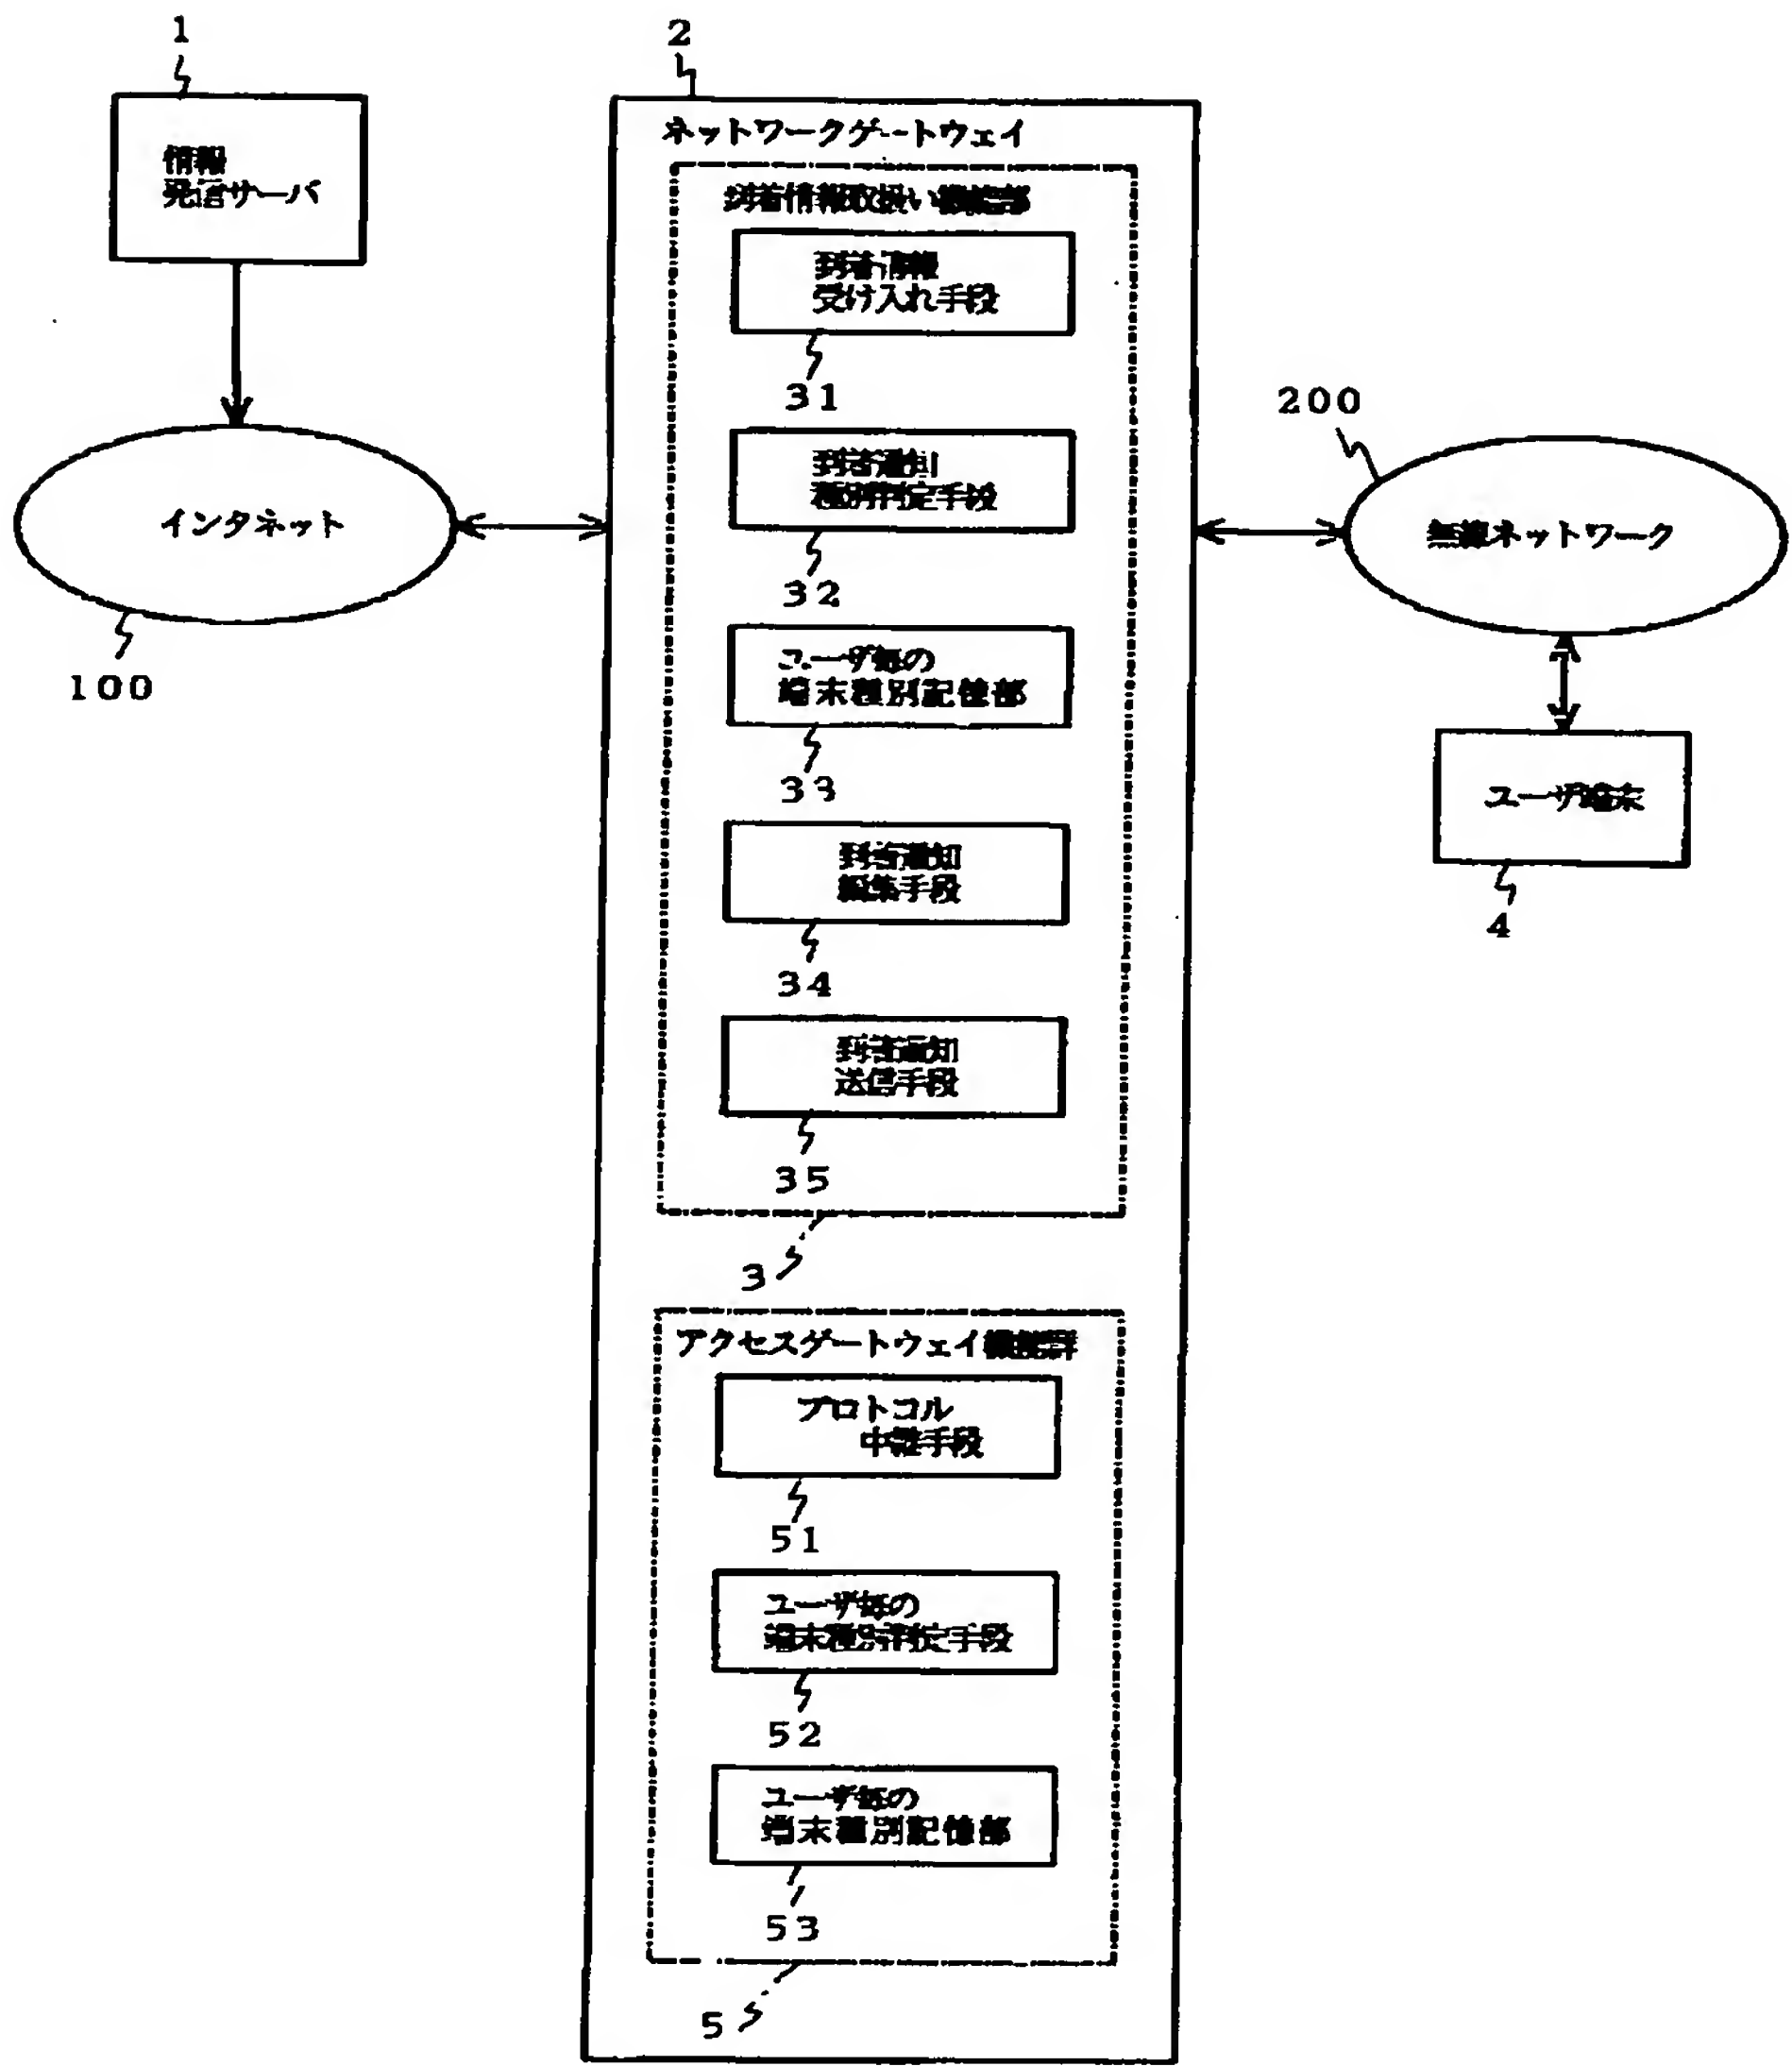 1
情報
発信サーバ
インタネット
100
2
ネットワークゲートウェイ
到着情報取扱い機能部
到着情報
受け入れ手段
31
到着通知
種別判定手段
32
ユーザ毎の
端末種別記憶部
33
到着通知
編集手段
34
到着通知
送信手段
35
3
アクセスゲートウェイ機能群
プロトコル
中継手段
51
ユーザ毎の
端末種別判定手段
52
ユーザ毎の
端末種別記憶部
53
5
200
無線ネットワーク
ユーザ端末
4